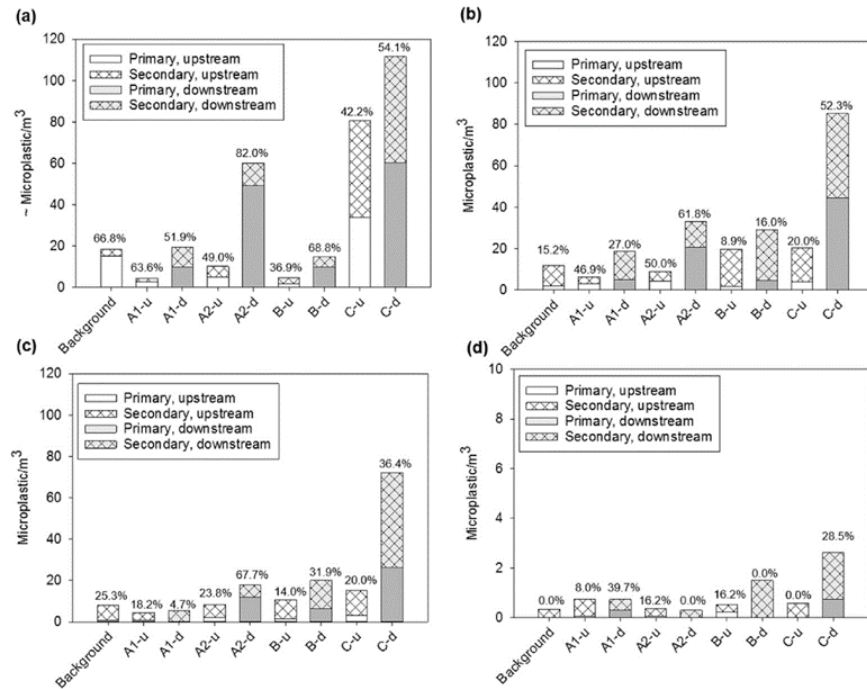 (a)
120
100
80
60
40
20
0
~ Microplastic/m³
Primary, upstream
Secondary, upstream
Primary, downstream
Secondary, downstream
66.8%
63.6%
51.9%
49.0%
82.0%
36.9%
68.8%
42.2%
54.1%
Background
A1-u
A1-d
A2-u
A2-d
B-u
B-d
C-u
C-d
(b)
120
100
80
60
40
20
0
Microplastic/m³
Primary, upstream
Secondary, upstream
Primary, downstream
Secondary, downstream
15.2%
46.9%
27.0%
50.0%
61.8%
8.9%
16.0%
20.0%
52.3%
Background
A1-u
A1-d
A2-u
A2-d
B-u
B-d
C-u
C-d
(c)
120
100
80
60
40
20
0
Microplastic/m³
Primary, upstream
Secondary, upstream
Primary, downstream
Secondary, downstream
25.3%
18.2%
4.7%
23.8%
67.7%
14.0%
31.9%
20.0%
36.4%
Background
A1-u
A1-d
A2-u
A2-d
B-u
B-d
C-u
C-d
(d)
10
8
6
4
2
0
Microplastic/m³
Primary, upstream
Secondary, upstream
Primary, downstream
Secondary, downstream
0.0%
8.0%
39.7%
16.2%
0.0%
16.2%
0.0%
0.0%
28.5%
Background
A1-u
A1-d
A2-u
A2-d
B-u
B-d
C-u
C-d